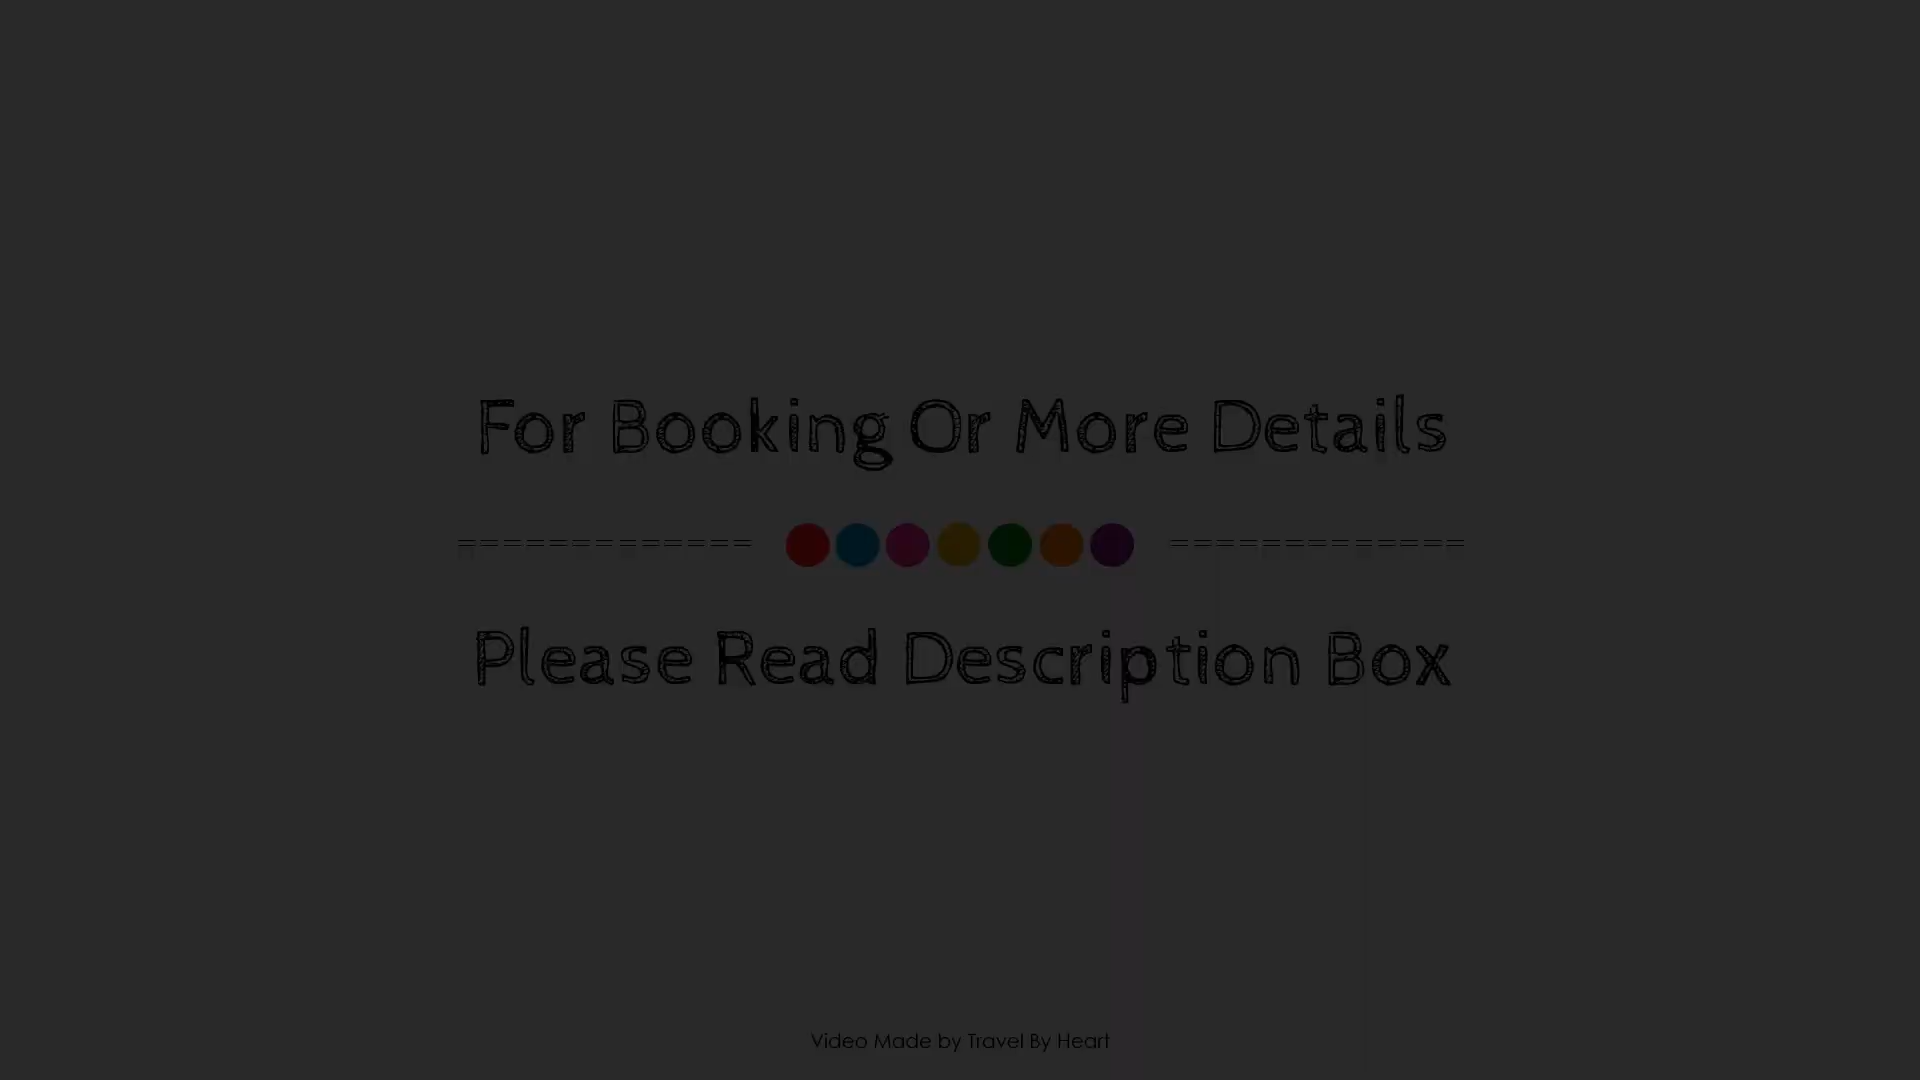 For Booking Or More Details
============= =============
Please Read Description Box
Video Made by Travel By Heart